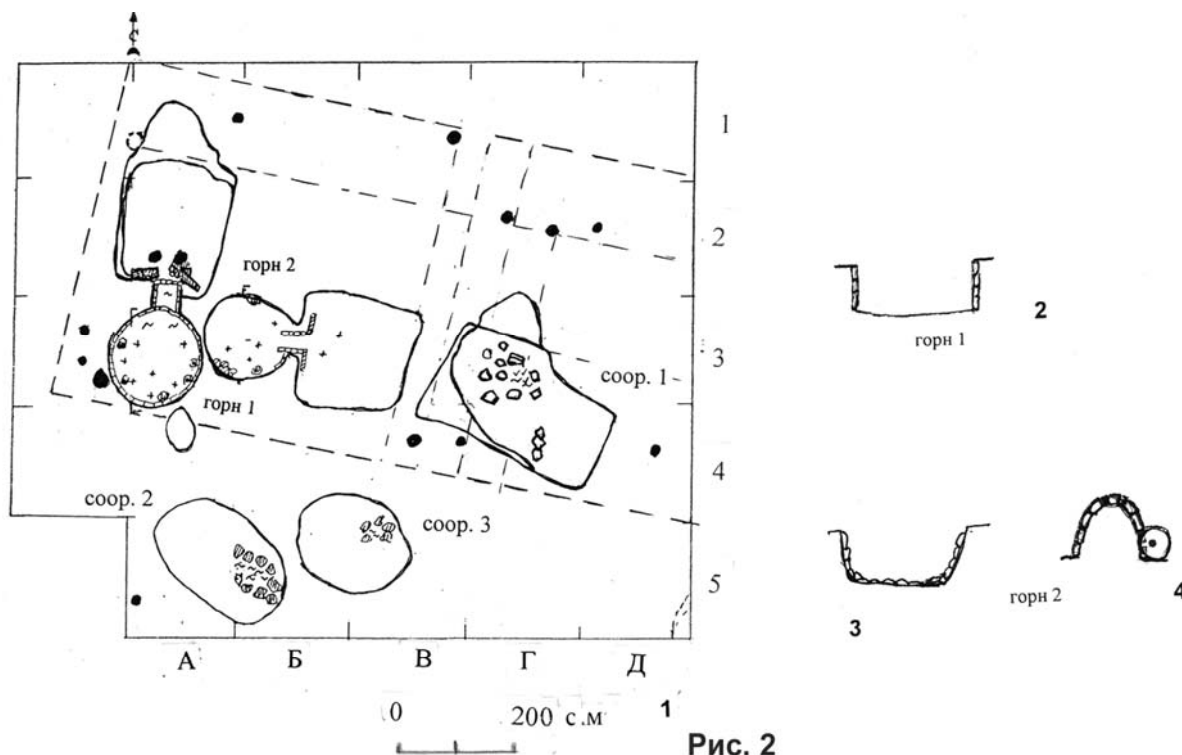 С
1
2
горн 2
3
соор. 1
горн 1
4
соор. 2
соор. 3
5
А Б В Г Д
0 200 с.м 1
2
горн 1
горн 2
3
4
Рис. 2